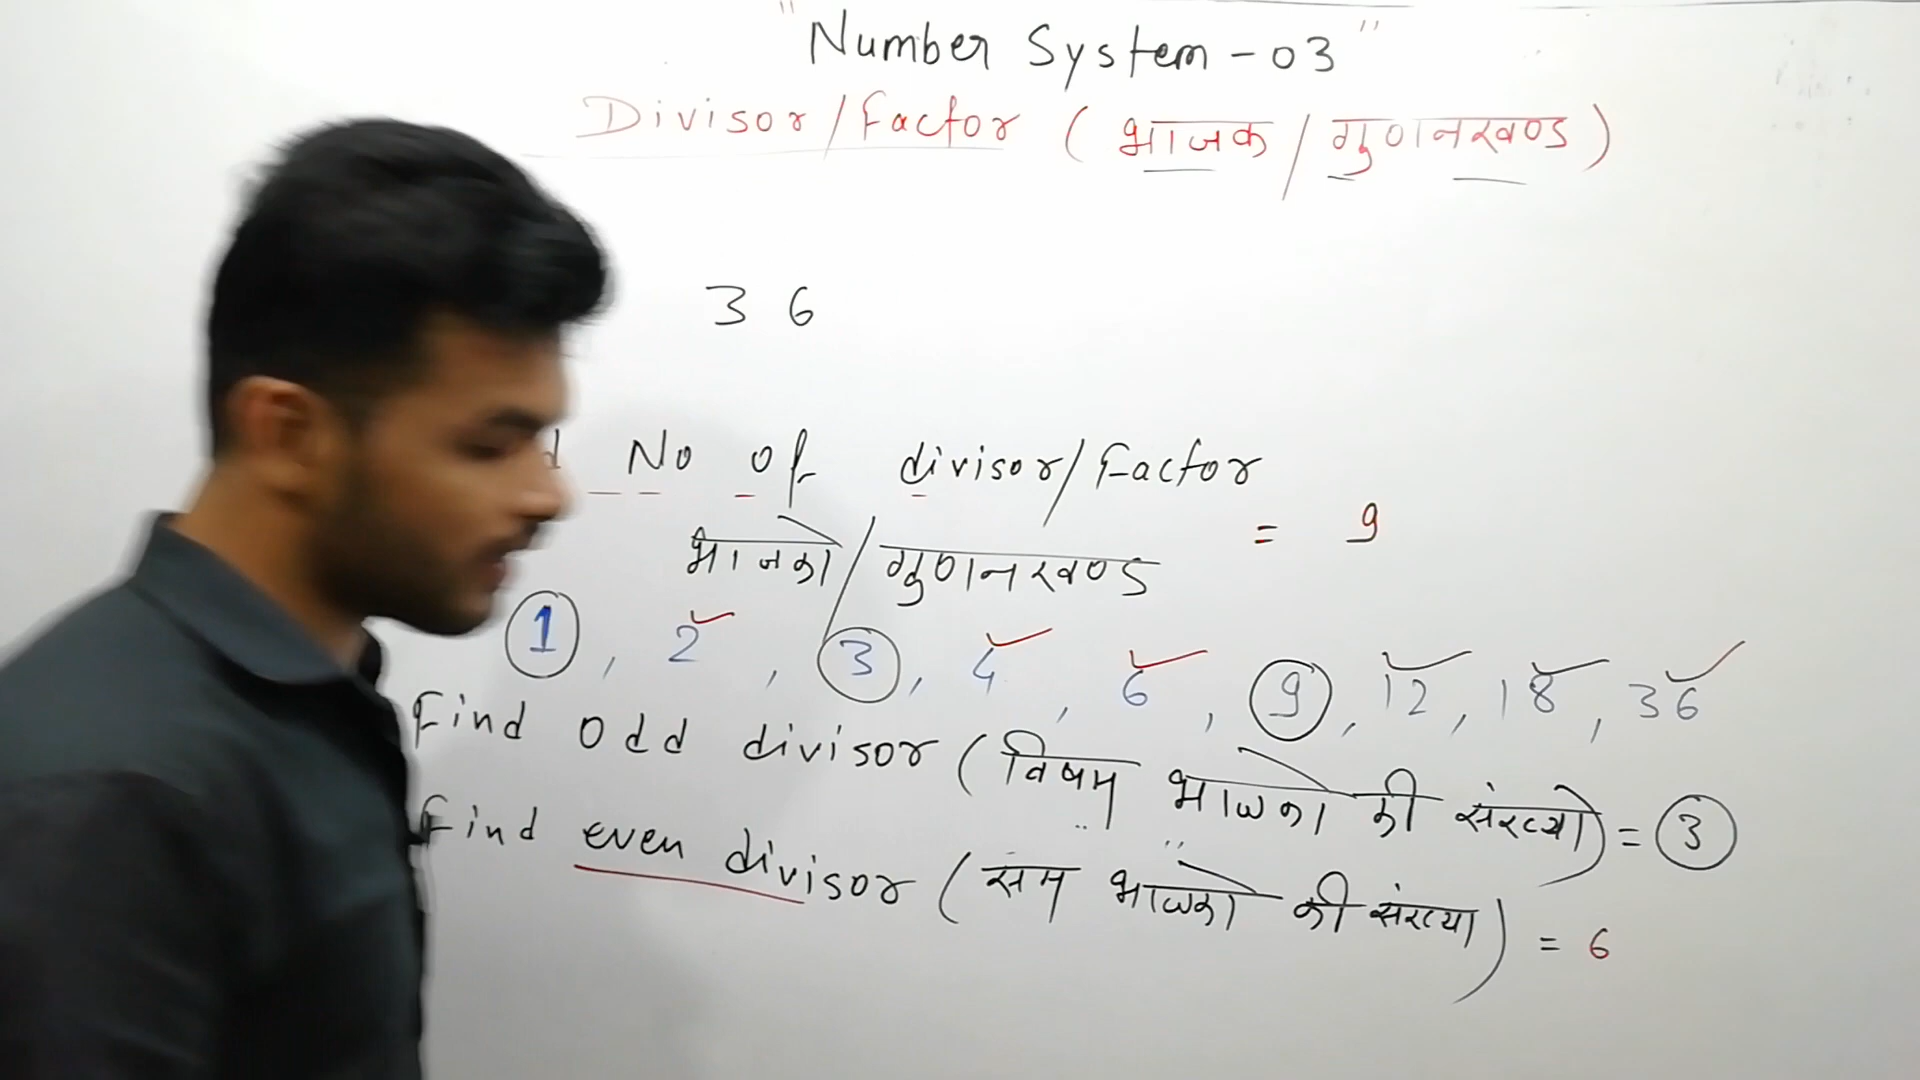 "Number System-03"
Divisor/Factor (भाजक/गुणनखण्ड)
36
d No of divisor/Factor
भाजको/गुणनखण्ड = 9
1, 2, 3, 4, 6, 9, 12, 18, 36
Find Odd divisor (विषम भाजको की संख्या) = 3
Find even divisor (सम भाजको की संख्या) = 6